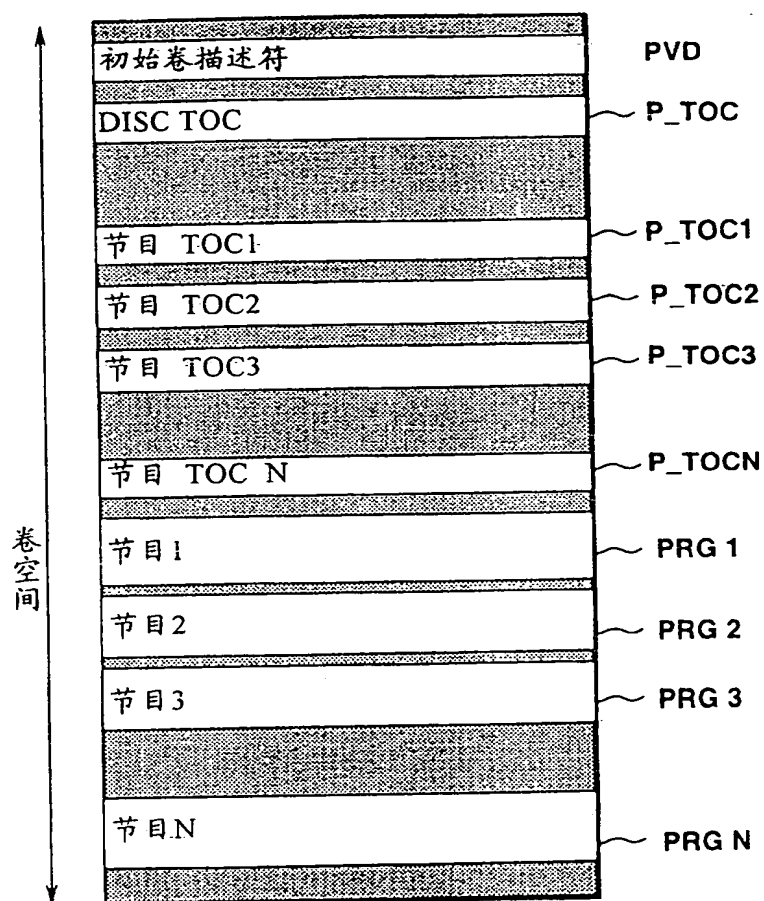 初始卷描述符 PVD
DISC TOC P_TOC
节目 TOC1 P_TOC1
节目 TOC2 P_TOC2
节目 TOC3 P_TOC3
节目 TOC N P_TOCN
节目1 PRG 1
节目2 PRG 2
节目3 PRG 3
节目N PRG N
卷空间